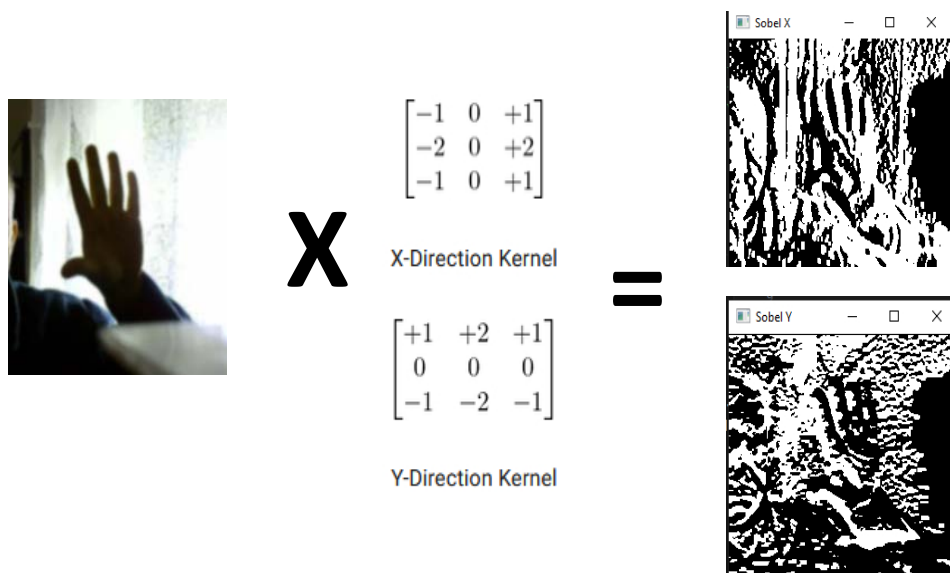 Sobel X
-1 0 +1
-2 0 +2
-1 0 +1
X-Direction Kernel
X
=
+1 +2 +1
0 0 0
-1 -2 -1
Y-Direction Kernel
Sobel Y